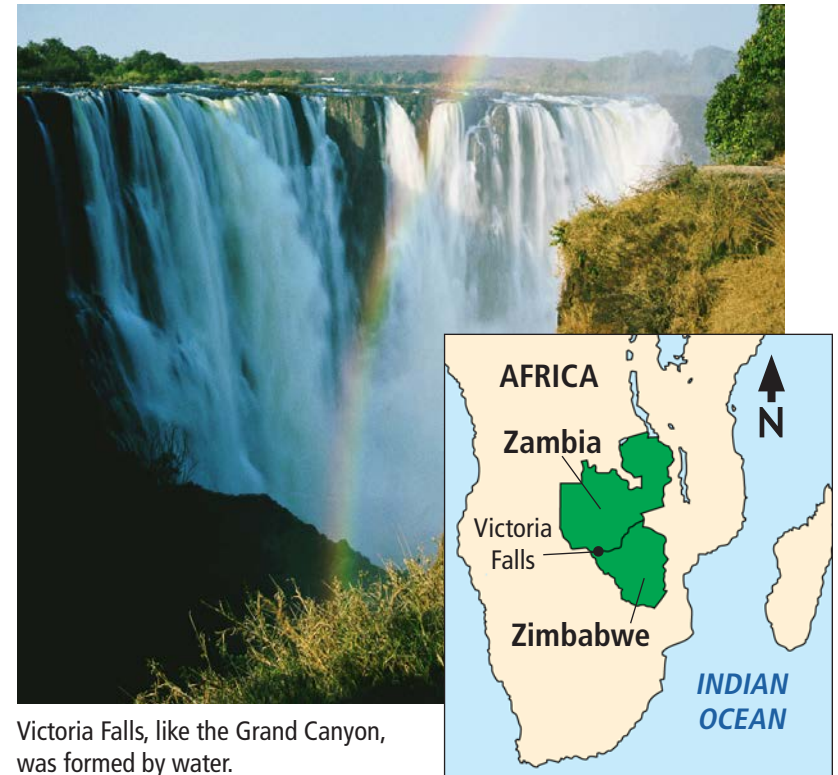 AFRICA
N
Zambia
Victoria
Falls
Zimbabwe
INDIAN
OCEAN
Victoria Falls, like the Grand Canyon,
was formed by water.